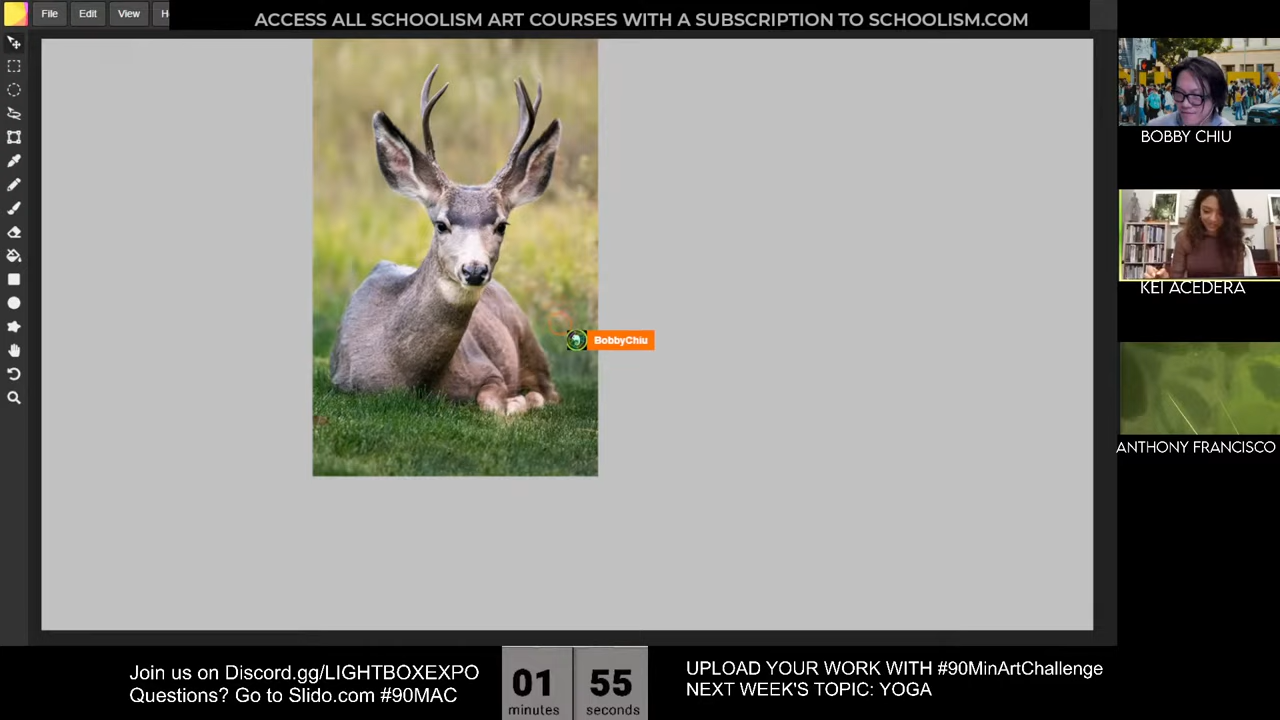 File Edit View H
ACCESS ALL SCHOOLISM ART COURSES WITH A SUBSCRIPTION TO SCHOOLISM.COM
BobbyChiu
BOBBY CHIU
KEI ACEDERA
ANTHONY FRANCISCO
Join us on Discord.gg/LIGHTBOXEXPO
Questions? Go to Slido.com #90MAC
01 55
minutes seconds
UPLOAD YOUR WORK WITH #90MinArtChallenge
NEXT WEEK'S TOPIC: YOGA